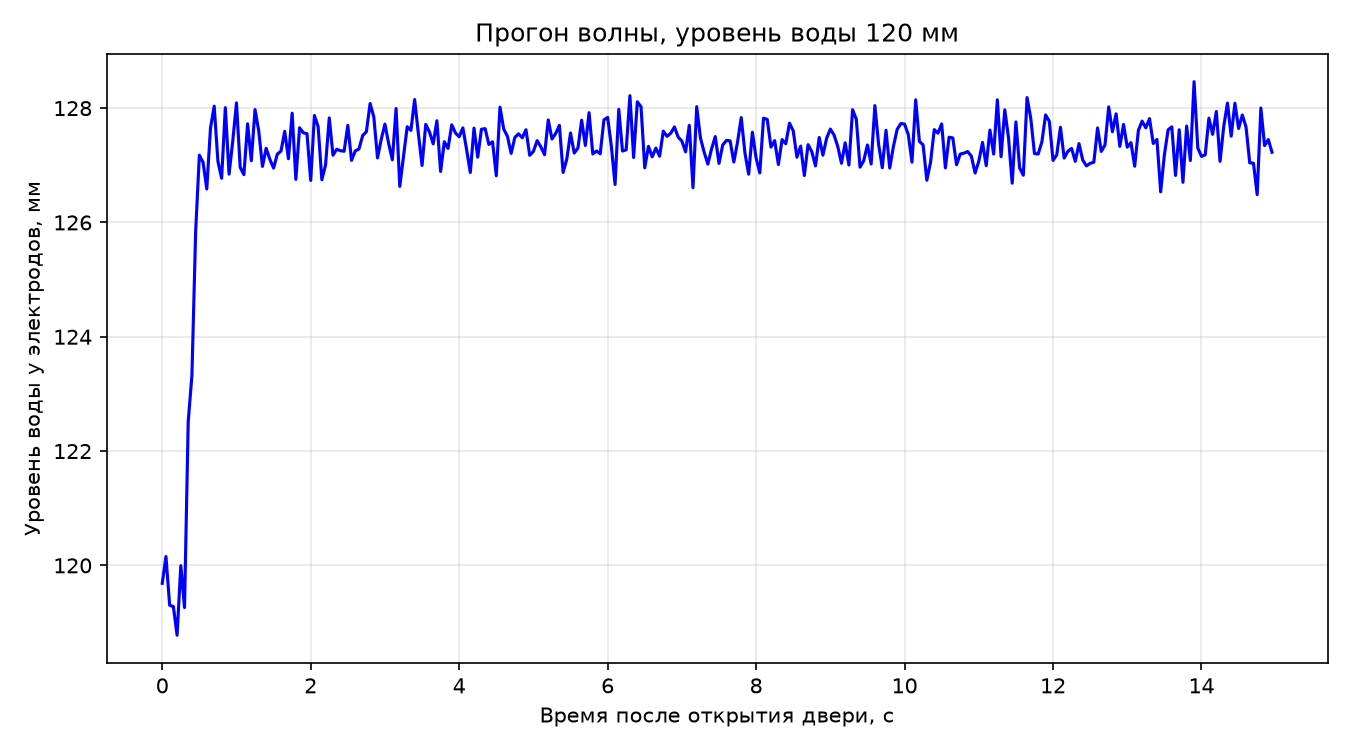 Прогон волны, уровень воды 120 мм
Уровень воды у электродов, мм
128
126
124
122
120
0 2 4 6 8 10 12 14
Время после открытия двери, с